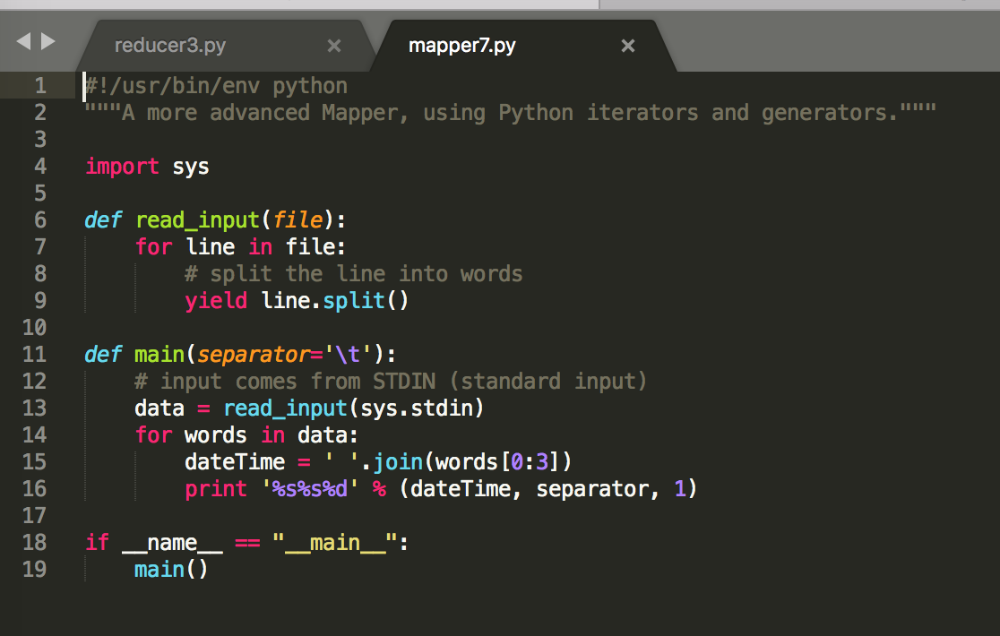 reducer3.py × mapper7.py ×
1 #!/usr/bin/env python
2 """A more advanced Mapper, using Python iterators and generators."""
3
4 import sys
5
6 def read_input(file):
7     for line in file:
8         # split the line into words
9         yield line.split()
10
11 def main(separator='\t'):
12     # input comes from STDIN (standard input)
13     data = read_input(sys.stdin)
14     for words in data:
15         dateTime = ' '.join(words[0:3])
16         print '%s%s%d' % (dateTime, separator, 1)
17
18 if __name__ == "__main__":
19     main()